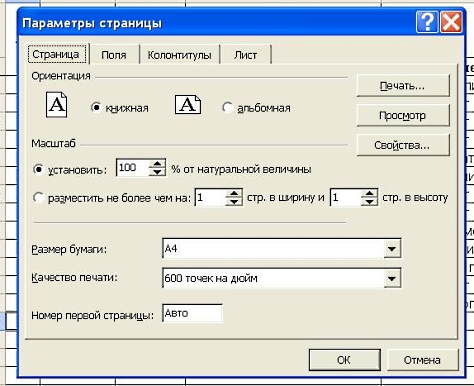 Параметры страницы
Страница Поля Колонтитулы Лист
Ориентация
A книжная A альбомная
Печать...
Просмотр
Свойства...
Масштаб
установить: 100 % от натуральной величины
разместить не более чем на: 1 стр. в ширину и 1 стр. в высоту
Размер бумаги: A4
Качество печати: 600 точек на дюйм
Номер первой страницы: Авто
ОК Отмена